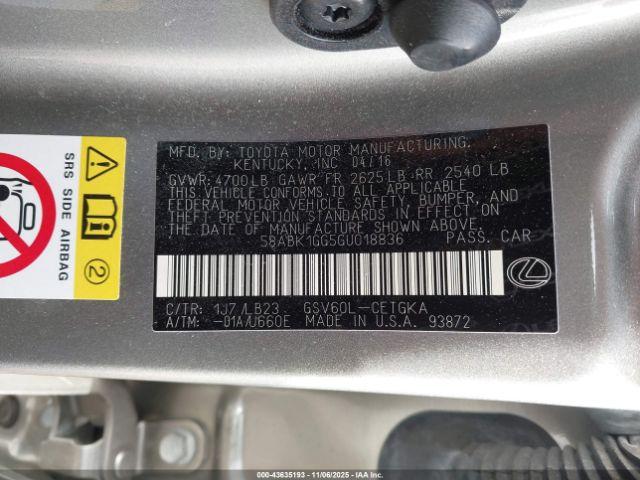 MFD. BY: TOYOTA MOTOR MANUFACTURING,
KENTUCKY, INC 04/16
GVWR: 4700LB GAWR FR 2625LB RR 2540 LB
THIS VEHICLE CONFORMS TO ALL APPLICABLE
FEDERAL MOTOR VEHICLE SAFETY, BUMPER, AND
THEFT PREVENTION STANDARDS IN EFFECT ON
THE DATE OF MANUFACTURE SHOWN ABOVE.
58ABK1GG5GU018836 PASS. CAR
C/TR: 1J7 /LB23 GSV60L-CETGKA
A/TM: -01A/U660E MADE IN U.S.A. 93872
SRS SIDE AIRBAG
2
000-43635193 | 11/06/2025 | IAA